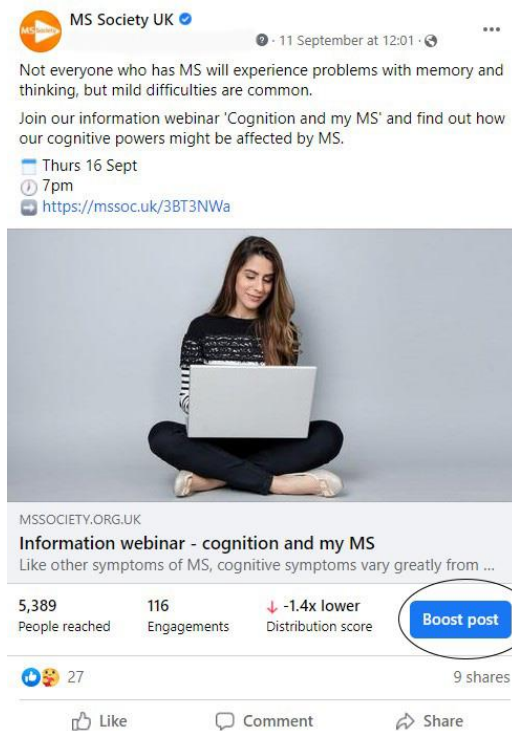 MS Society
MS Society UK
11 September at 12:01 ·
Not everyone who has MS will experience problems with memory and
thinking, but mild difficulties are common.
Join our information webinar 'Cognition and my MS' and find out how
our cognitive powers might be affected by MS.
Thurs 16 Sept
7pm
https://mssoc.uk/3BT3NWa
MSSOCIETY.ORG.UK
Information webinar - cognition and my MS
Like other symptoms of MS, cognitive symptoms vary greatly from ...
5,389 116 -1.4x lower Boost post
People reached Engagements Distribution score
27 9 shares
Like Comment Share